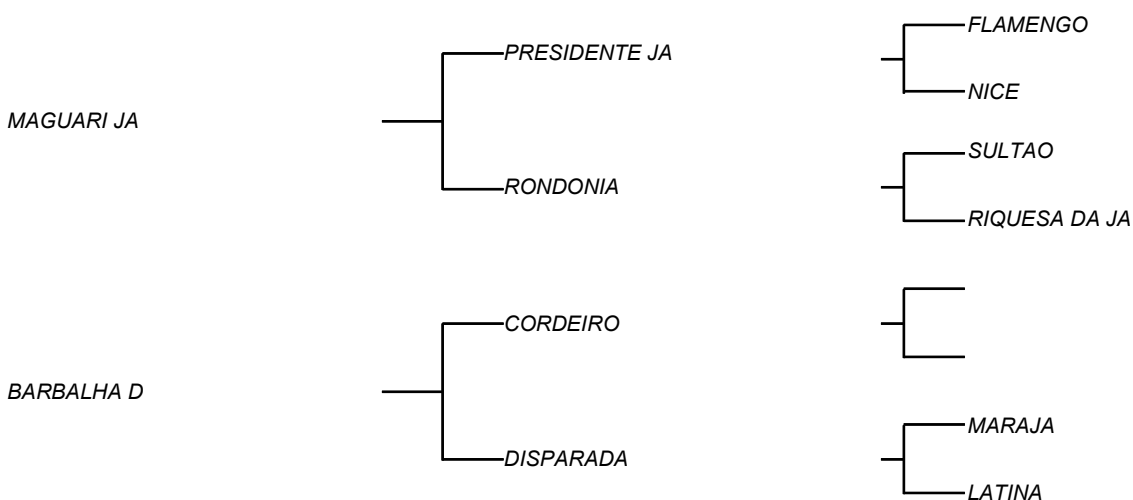 FLAMENGO
PRESIDENTE JA
NICE
MAGUARI JA
SULTAO
RONDONIA
RIQUESA DA JA
CORDEIRO
BARBALHA D
MARAJA
DISPARADA
LATINA